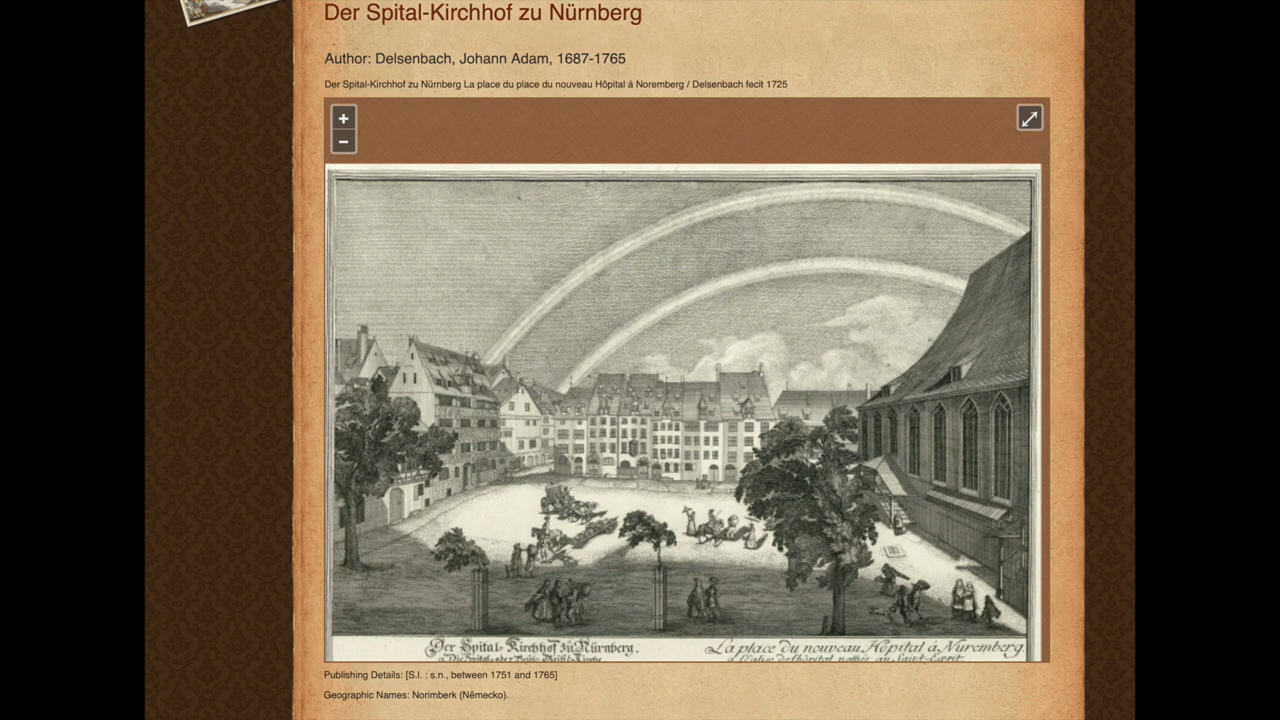 Der Spital-Kirchhof zu Nürnberg
Author: Delsenbach, Johann Adam, 1687-1765
Der Spital-Kirchhof zu Nürnberg La place du place du nouveau Hôpital á Noremberg / Delsenbach fecit 1725
+
−
Der Spital-Kirchhof zu Nürnberg. La place du nouveau Hôpital á Nuremberg.
Publishing Details: [S.l. : s.n., between 1751 and 1765]
Geographic Names: Norimberk (Německo).